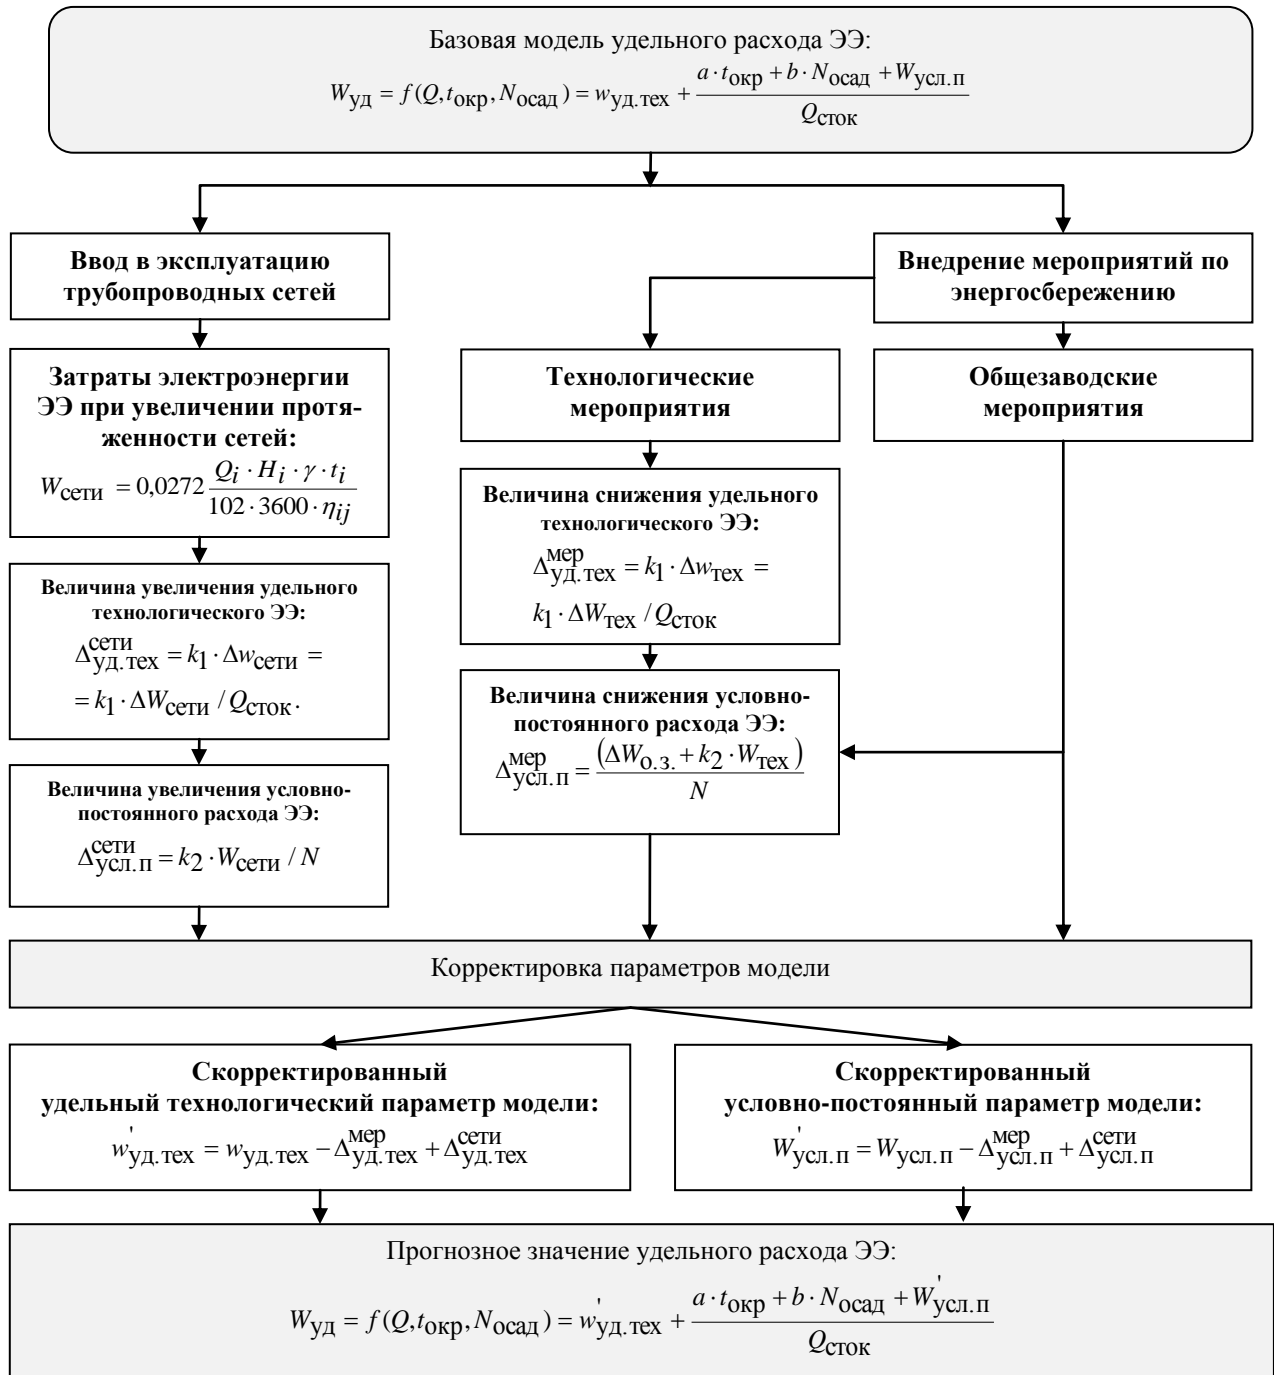 Базовая модель удельного расхода ЭЭ:
W_уд = f(Q, t_окр, N_осад) = w_уд.тех + (a · t_окр + b · N_осад + W_усл.п) / Q_сток
Ввод в эксплуатацию
трубопроводных сетей
Внедрение мероприятий по
энергосбережению
Затраты электроэнергии
ЭЭ при увеличении протя-
женности сетей:
W_сети = 0,0272 (Q_i · H_i · γ · t_i) / (102 · 3600 · η_ij)
Технологические
мероприятия
Общезаводские
мероприятия
Величина снижения удельного
технологического ЭЭ:
Δ^мер_уд.тех = k_1 · Δw_тех =
k_1 · ΔW_тех / Q_сток
Величина увеличения удельного
технологического ЭЭ:
Δ^сети_уд.тех = k_1 · Δw_сети =
= k_1 · ΔW_сети / Q_сток.
Величина снижения условно-
постоянного расхода ЭЭ:
Δ^мер_усл.п = (ΔW_о.з. + k_2 · W_тех) / N
Величина увеличения условно-
постоянного расхода ЭЭ:
Δ^сети_усл.п = k_2 · W_сети / N
Корректировка параметров модели
Скорректированный
удельный технологический параметр модели:
w'_уд.тех = w_уд.тех − Δ^мер_уд.тех + Δ^сети_уд.тех
Скорректированный
условно-постоянный параметр модели:
W'_усл.п = W_усл.п − Δ^мер_усл.п + Δ^сети_усл.п
Прогнозное значение удельного расхода ЭЭ:
W_уд = f(Q, t_окр, N_осад) = w'_уд.тех + (a · t_окр + b · N_осад + W'_усл.п) / Q_сток